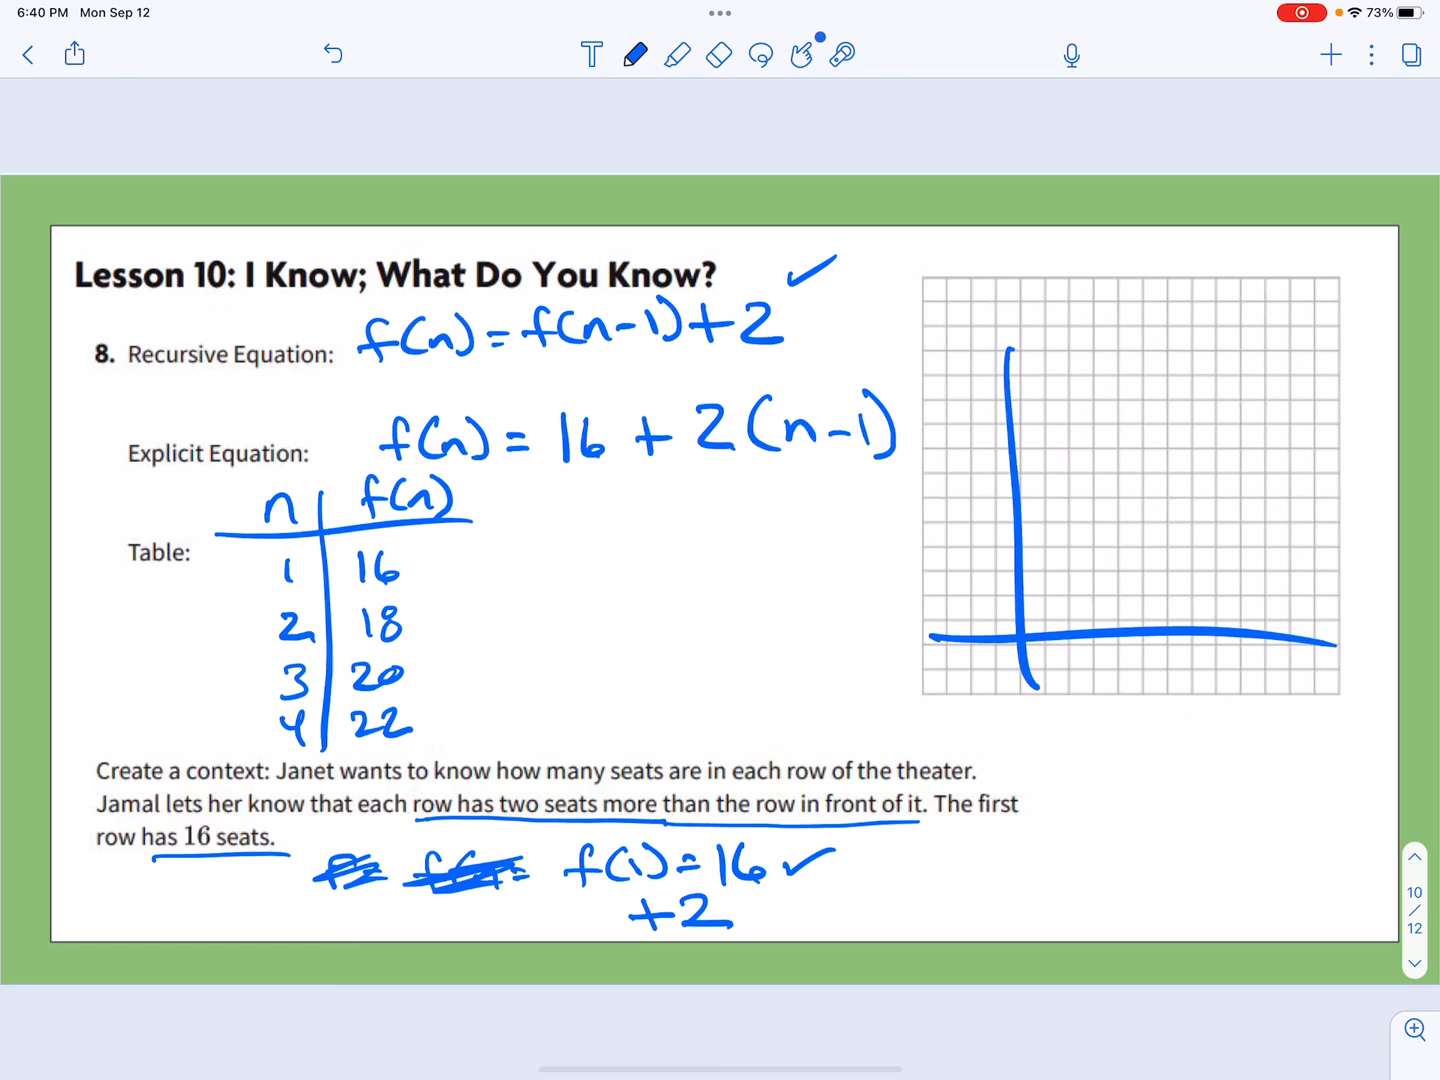 6:40 PM Mon Sep 12
73%
Lesson 10: I Know; What Do You Know?
8. Recursive Equation: f(n) = f(n-1) + 2
Explicit Equation: f(n) = 16 + 2(n-1)
n f(n)
Table:
1 16
2 18
3 20
4 22
Create a context: Janet wants to know how many seats are in each row of the theater.
Jamal lets her know that each row has two seats more than the row in front of it. The first
row has 16 seats.
f(1) = 16
+2
10
/
12